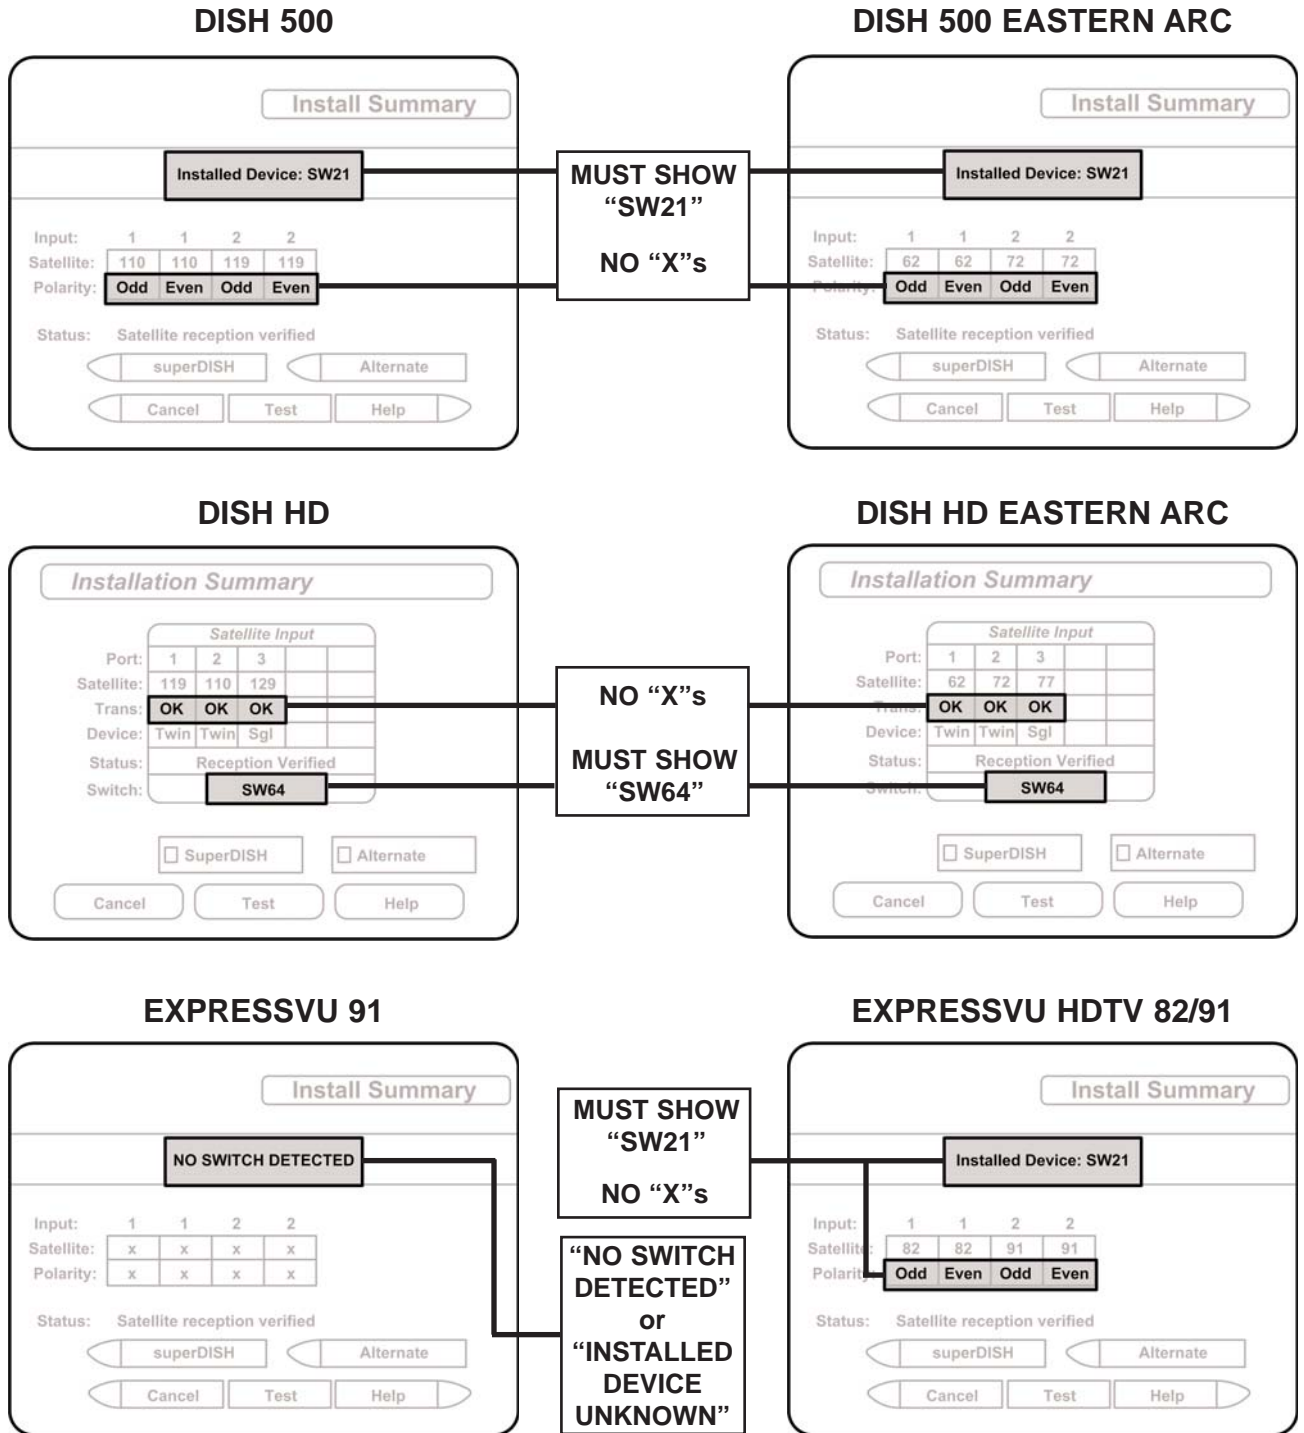 DISH 500
Install Summary
Installed Device: SW21
Input: 1 1 2 2
Satellite: 110 110 119 119
Polarity: Odd Even Odd Even
Status: Satellite reception verified
superDISH Alternate
Cancel Test Help
MUST SHOW
“SW21”
NO “X”s
DISH 500 EASTERN ARC
Install Summary
Installed Device: SW21
Input: 1 1 2 2
Satellite: 62 62 72 72
Polarity: Odd Even Odd Even
Status: Satellite reception verified
superDISH Alternate
Cancel Test Help
DISH HD
Installation Summary
Satellite Input
Port: 1 2 3
Satellite: 119 110 129
Trans: OK OK OK
Device: Twin Twin Sgl
Status: Reception Verified
Switch: SW64
SuperDISH Alternate
Cancel Test Help
NO “X”s
MUST SHOW
“SW64”
DISH HD EASTERN ARC
Installation Summary
Satellite Input
Port: 1 2 3
Satellite: 62 72 77
Trans: OK OK OK
Device: Twin Twin Sgl
Status: Reception Verified
Switch: SW64
SuperDISH Alternate
Cancel Test Help
EXPRESSVU 91
Install Summary
NO SWITCH DETECTED
Input: 1 1 2 2
Satellite: x x x x
Polarity: x x x x
Status: Satellite reception verified
superDISH Alternate
Cancel Test Help
MUST SHOW
“SW21”
NO “X”s
“NO SWITCH
DETECTED”
or
“INSTALLED
DEVICE
UNKNOWN”
EXPRESSVU HDTV 82/91
Install Summary
Installed Device: SW21
Input: 1 1 2 2
Satellite: 82 82 91 91
Polarity: Odd Even Odd Even
Status: Satellite reception verified
superDISH Alternate
Cancel Test Help